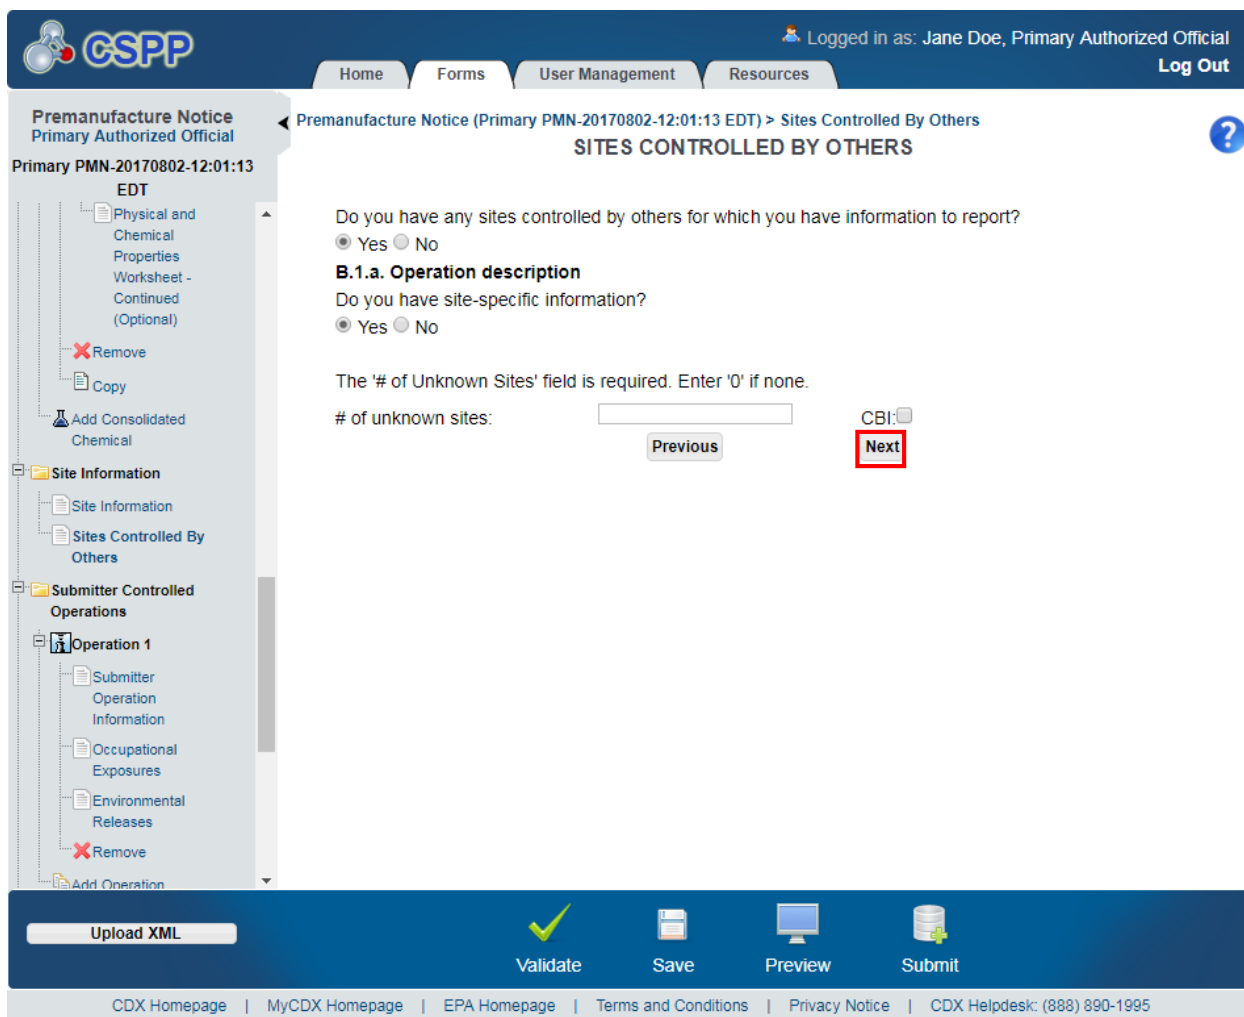 CSPP
Logged in as: Jane Doe, Primary Authorized Official
Log Out
Home
Forms
User Management
Resources
Premanufacture Notice
Primary Authorized Official
Primary PMN-20170802-12:01:13
EDT
Physical and
Chemical
Properties
Worksheet -
Continued
(Optional)
Remove
Copy
Add Consolidated
Chemical
Site Information
Site Information
Sites Controlled By
Others
Submitter Controlled
Operations
Operation 1
Submitter
Operation
Information
Occupational
Exposures
Environmental
Releases
Remove
Add Operation
Premanufacture Notice (Primary PMN-20170802-12:01:13 EDT) > Sites Controlled By Others
SITES CONTROLLED BY OTHERS
?
Do you have any sites controlled by others for which you have information to report?
Yes No
B.1.a. Operation description
Do you have site-specific information?
Yes No
The '# of Unknown Sites' field is required. Enter '0' if none.
# of unknown sites: CBI:
Previous Next
Upload XML
Validate Save Preview Submit
CDX Homepage | MyCDX Homepage | EPA Homepage | Terms and Conditions | Privacy Notice | CDX Helpdesk: (888) 890-1995